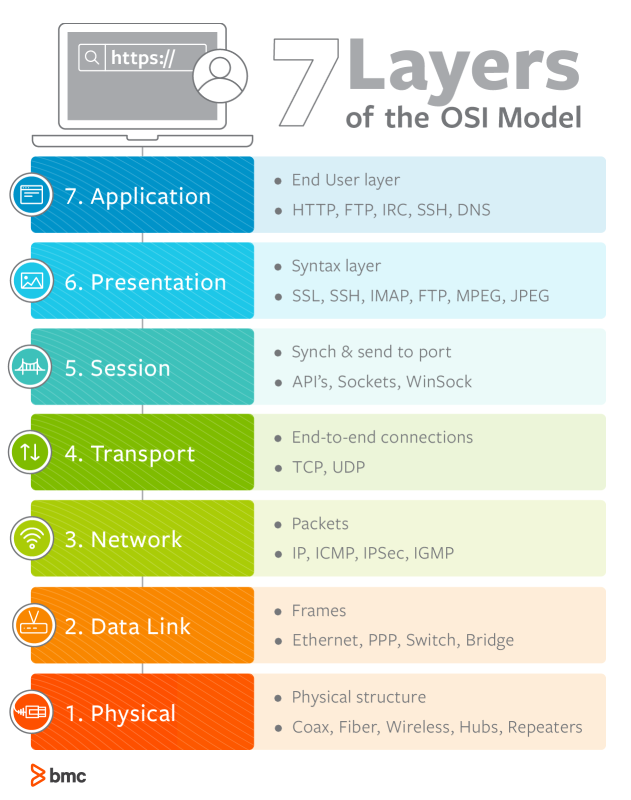 https://
7 Layers
of the OSI Model
7. Application
• End User layer
• HTTP, FTP, IRC, SSH, DNS
6. Presentation
• Syntax layer
• SSL, SSH, IMAP, FTP, MPEG, JPEG
5. Session
• Synch & send to port
• API's, Sockets, WinSock
4. Transport
• End-to-end connections
• TCP, UDP
3. Network
• Packets
• IP, ICMP, IPSec, IGMP
2. Data Link
• Frames
• Ethernet, PPP, Switch, Bridge
1. Physical
• Physical structure
• Coax, Fiber, Wireless, Hubs, Repeaters
bmc